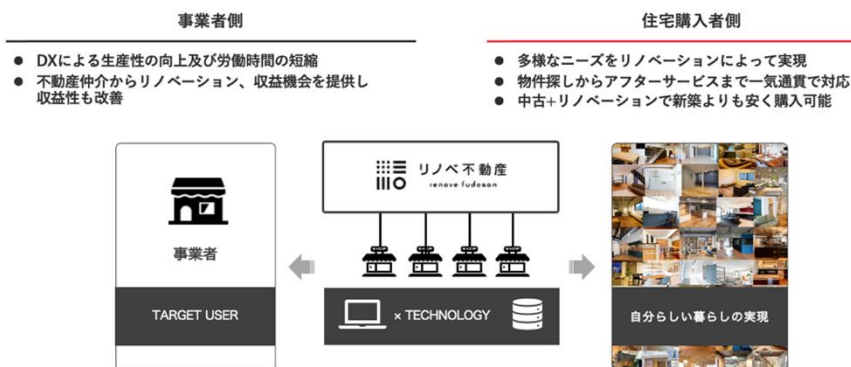 事業者側
● DXによる生産性の向上及び労働時間の短縮
● 不動産仲介からリノベーション、収益機会を提供し
収益性も改善
住宅購入者側
● 多様なニーズをリノベーションによって実現
● 物件探しからアフターサービスまで一気通貫で対応
● 中古+リノベーションで新築よりも安く購入可能
事業者
TARGET USER
リノベ不動産
renove fudosan
× TECHNOLOGY
自分らしい暮らしの実現